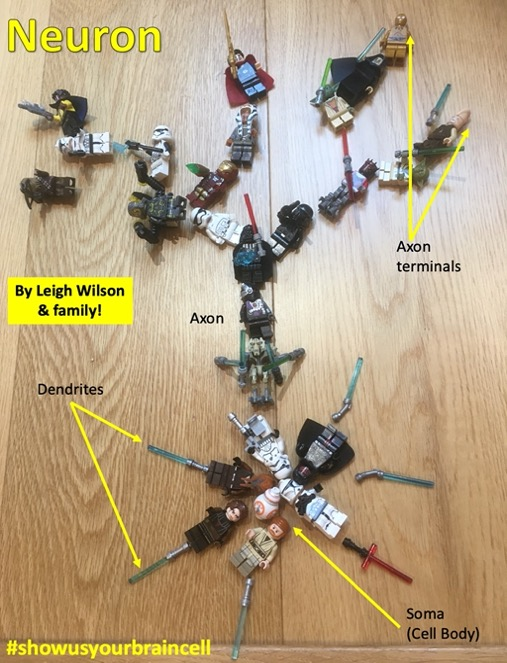 Neuron
Axon
terminals
By Leigh Wilson
& family!
Axon
Dendrites
Soma
(Cell Body)
#showusyourbraincell